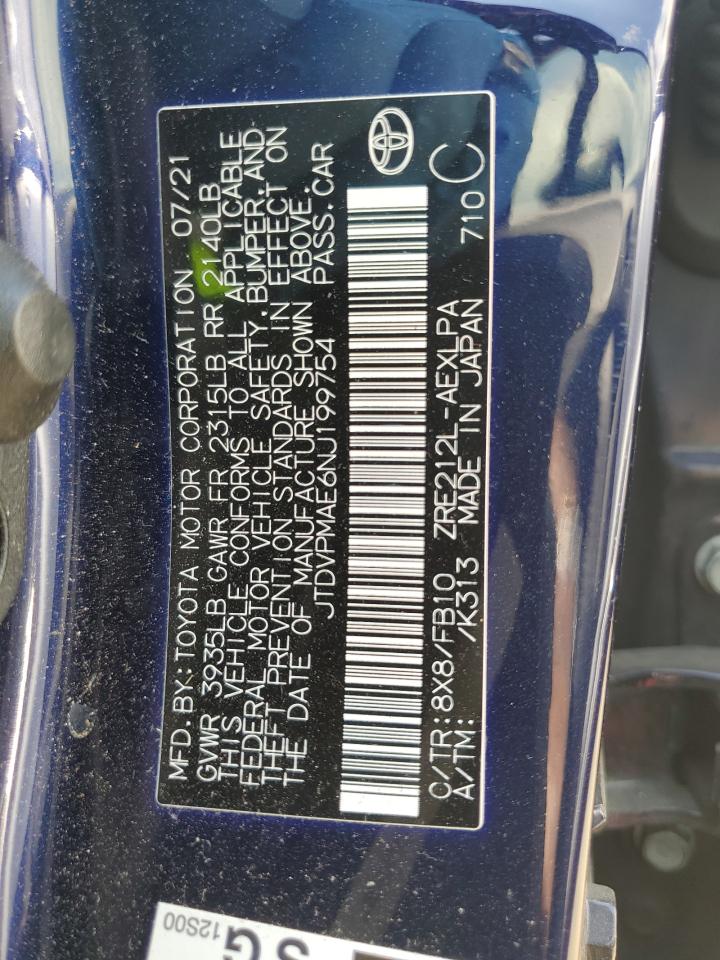 MFD.BY:TOYOTA MOTOR CORPORATION 07/21
GVWR 3935LB GAWR FR 2315LB RR 2140LB
THIS VEHICLE CONFORMS TO ALL APPLICABLE
FEDERAL MOTOR VEHICLE SAFETY,BUMPER,AND
THEFT PREVENTION STANDARDS IN EFFECT ON
THE DATE OF MANUFACTURE SHOWN ABOVE.
JTDVPMAE6NJ199754 PASS.CAR
C/TR:8X8/FB10 ZRE212L-AEXLPA 710 C
A/TM: /K313 MADE IN JAPAN
12S00